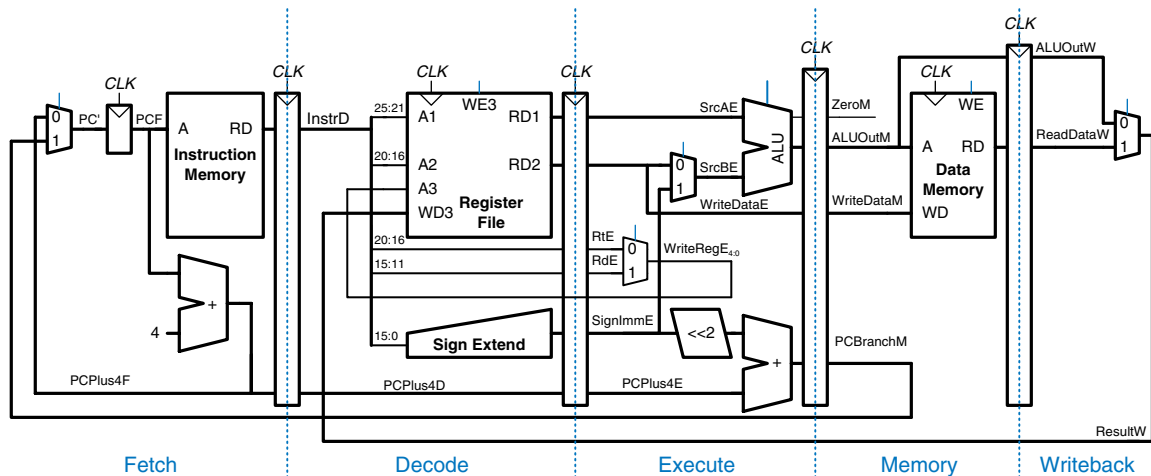 CLK
CLK
CLK
CLK
CLK
CLK
CLK
ALUOutW
0
1
PC'
PCF
A
RD
Instruction
Memory
InstrD
25:21
20:16
A1
A2
A3
WD3
WE3
RD1
RD2
Register
File
SrcAE
0
1
SrcBE
ALU
ZeroM
ALUOutM
WriteDataE
WriteDataM
A
RD
WE
Data
Memory
WD
ReadDataW
0
1
20:16
15:11
RtE
RdE
0
1
WriteRegE4:0
+
4
15:0
Sign Extend
SignImmE
<<2
+
PCBranchM
PCPlus4F
PCPlus4D
PCPlus4E
ResultW
Fetch
Decode
Execute
Memory
Writeback